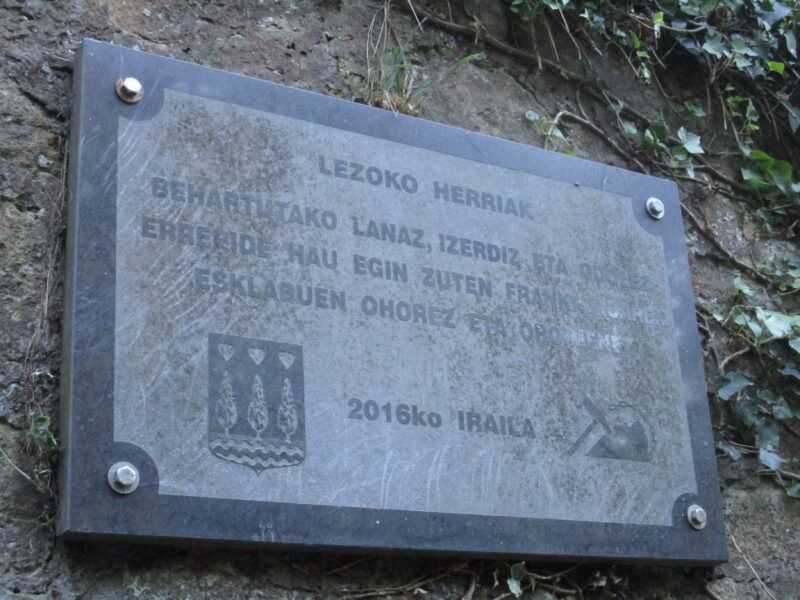 LEZOKO HERRIAK
BEHARTUTAKO LANAZ, IZERDIZ ETA ODOLEZ
ERREPIDE HAU EGIN ZUTEN
ESKLABUEN OHOREZ ETA
2016ko IRAILA